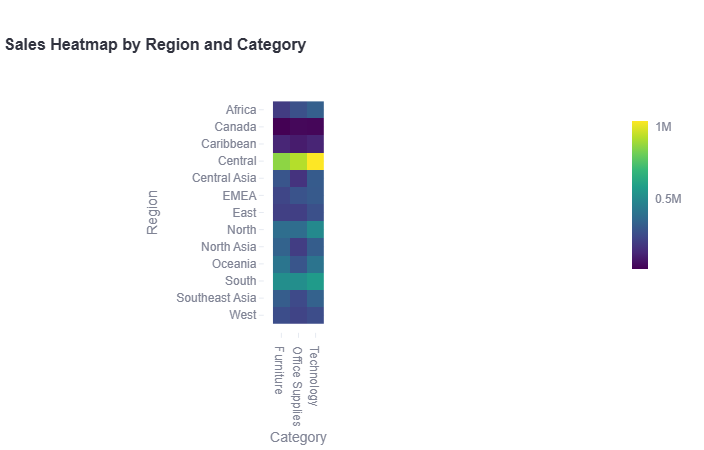 Sales Heatmap by Region and Category
Region
Africa
Canada
Caribbean
Central
Central Asia
EMEA
East
North
North Asia
Oceania
South
Southeast Asia
West
Furniture
Office Supplies
Technology
Category
1M
0.5M